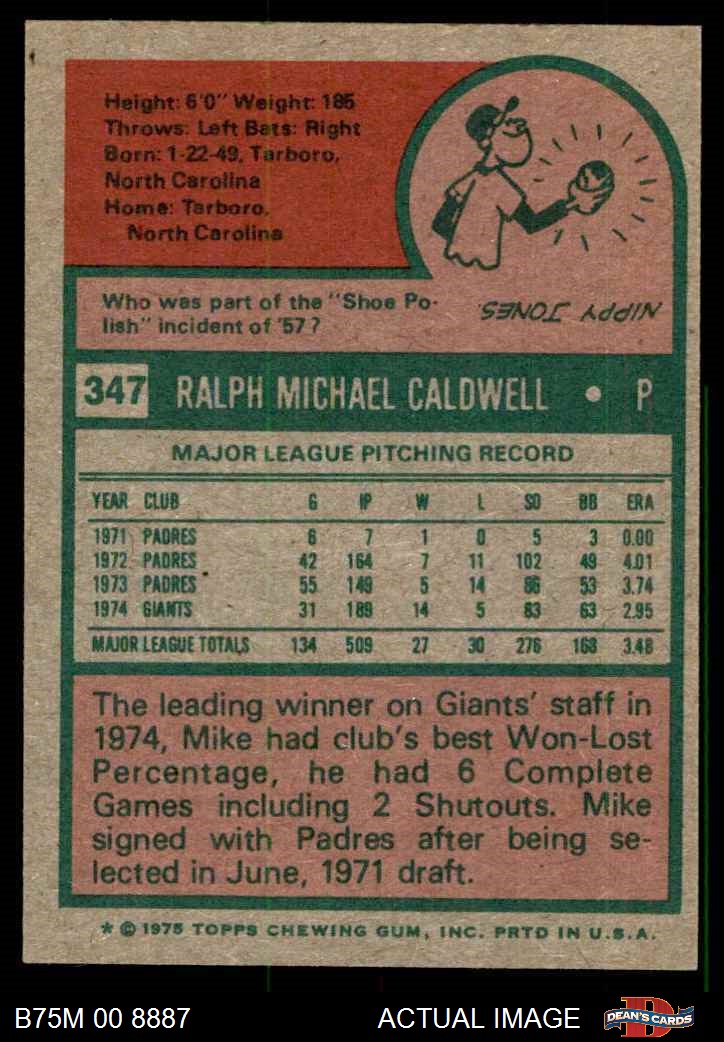 Height: 6'0" Weight: 185
Throws: Left Bats: Right
Born: 1-22-49, Tarboro,
North Carolina
Home: Tarboro,
North Carolina
Who was part of the "Shoe Po-
lish" incident of '57?
NIPPY JONES.
347 RALPH MICHAEL CALDWELL • P
MAJOR LEAGUE PITCHING RECORD
YEAR CLUB G IP W L SO BB ERA
1971 PADRES 6 7 1 0 5 3 0.00
1972 PADRES 42 164 7 11 102 49 4.01
1973 PADRES 55 149 5 14 86 53 3.74
1974 GIANTS 31 189 14 5 83 63 2.95
MAJOR LEAGUE TOTALS 134 509 27 30 276 168 3.48
The leading winner on Giants' staff in
1974, Mike had club's best Won-Lost
Percentage, he had 6 Complete
Games including 2 Shutouts. Mike
signed with Padres after being se-
lected in June, 1971 draft.
* © 1975 TOPPS CHEWING GUM, INC. PRTD IN U.S.A.
B75M 00 8887 ACTUAL IMAGE DEAN'S CARDS